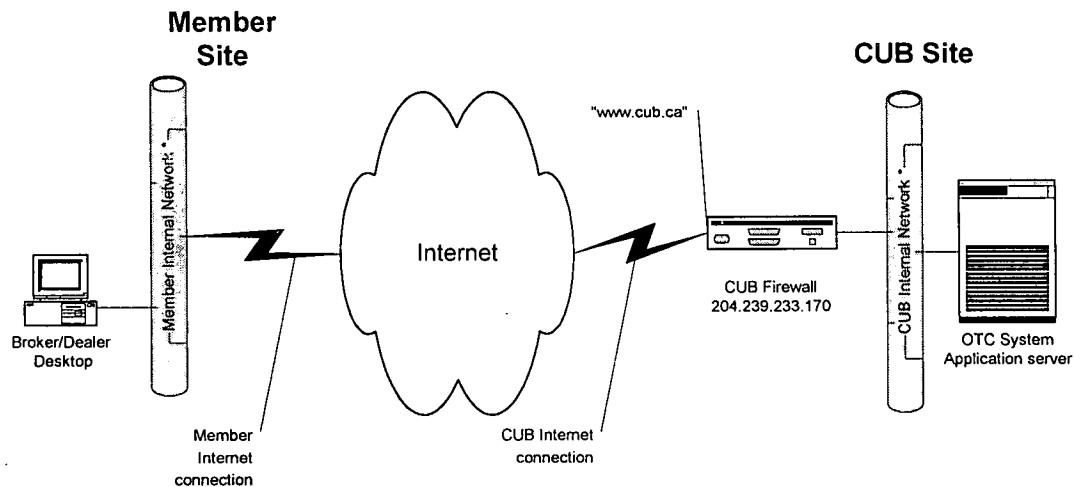 Member
Site
CUB Site
"www.cub.ca"
Member Internal Network *
Internet
CUB Internal Network *
CUB Firewall
204.239.233.170
Broker/Dealer
Desktop
OTC System
Application server
Member
Internet
connection
CUB Internet
connection